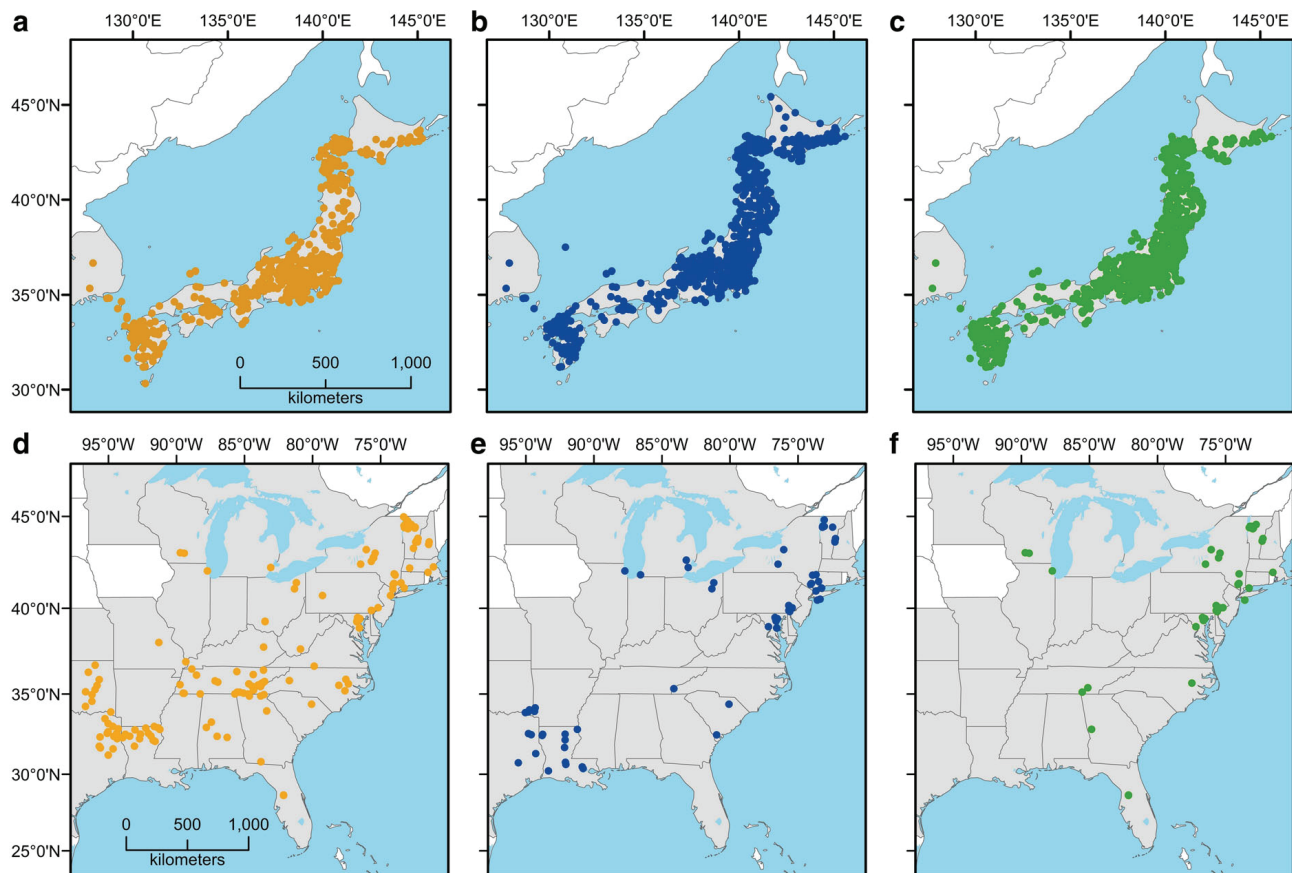 a 130°0'E 135°0'E 140°0'E 145°0'E
b 130°0'E 135°0'E 140°0'E 145°0'E
c 130°0'E 135°0'E 140°0'E 145°0'E
45°0'N
40°0'N
35°0'N
30°0'N
0 500 1,000
kilometers
d 95°0'W 90°0'W 85°0'W 80°0'W 75°0'W
e 95°0'W 90°0'W 85°0'W 80°0'W 75°0'W
f 95°0'W 90°0'W 85°0'W 80°0'W 75°0'W
45°0'N
40°0'N
35°0'N
30°0'N
25°0'N
0 500 1,000
kilometers